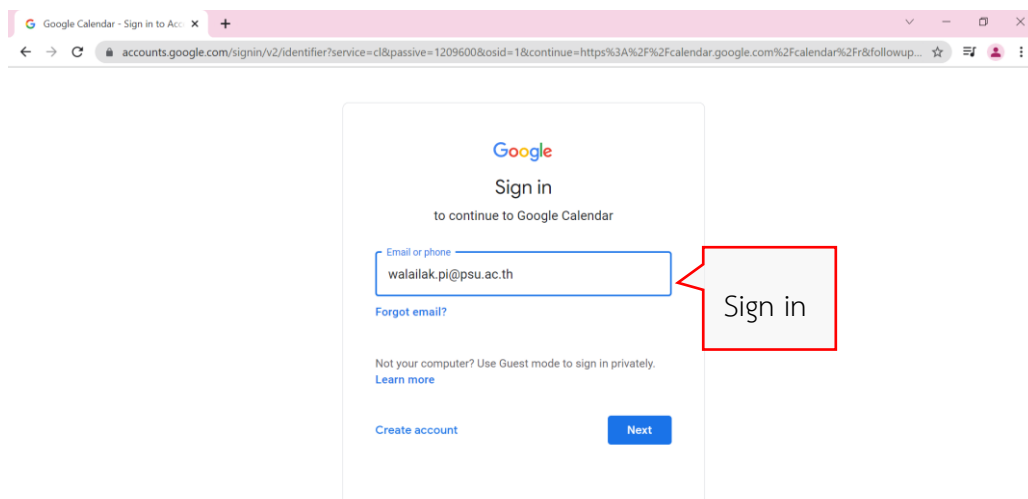 Google Calendar - Sign in to Acc
accounts.google.com/signin/v2/identifier?service=cl&passive=1209600&osid=1&continue=https%3A%2F%2Fcalendar.google.com%2Fcalendar%2Fr&followup...
Google
Sign in
to continue to Google Calendar
Email or phone
walailak.pi@psu.ac.th
Sign in
Forgot email?
Not your computer? Use Guest mode to sign in privately.
Learn more
Create account
Next